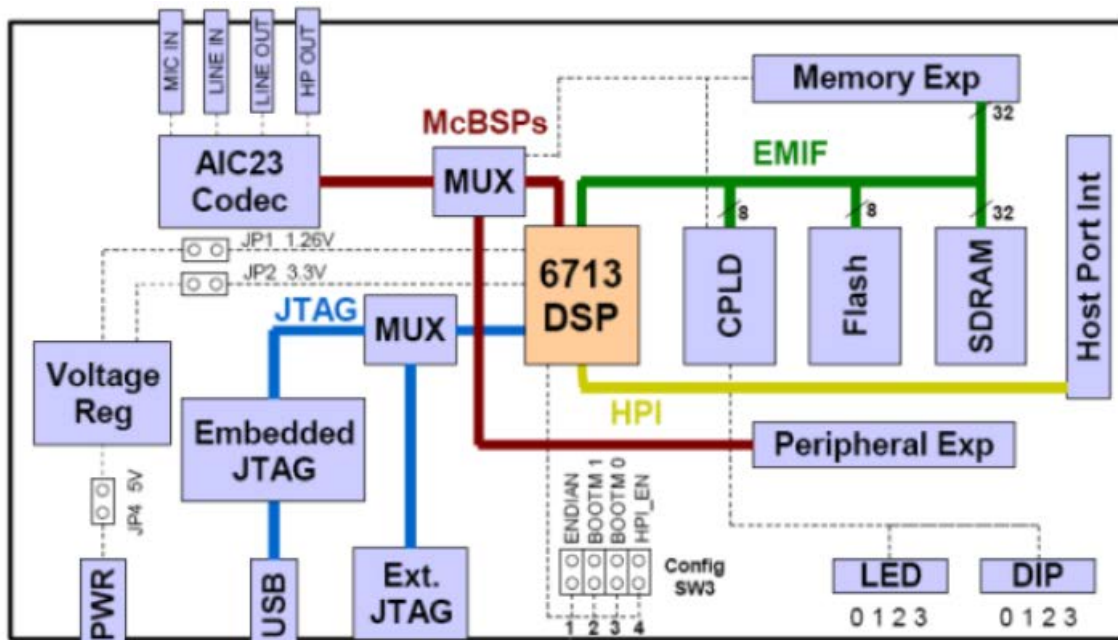 MIC IN
LINE IN
LINE OUT
HP OUT
Memory Exp
32
McBSPs
AIC23
Codec
MUX
EMIF
8
8
32
Host Port Int
JP1 1.26V
JP2 3.3V
6713
DSP
CPLD
Flash
SDRAM
JTAG
MUX
Voltage
Reg
HPI
Embedded
JTAG
Peripheral Exp
JP4 5V
ENDIAN
BOOTM 1
BOOTM 0
HPI_EN
Config
SW3
PWR
USB
Ext.
JTAG
1 2 3 4
LED
DIP
0 1 2 3
0 1 2 3